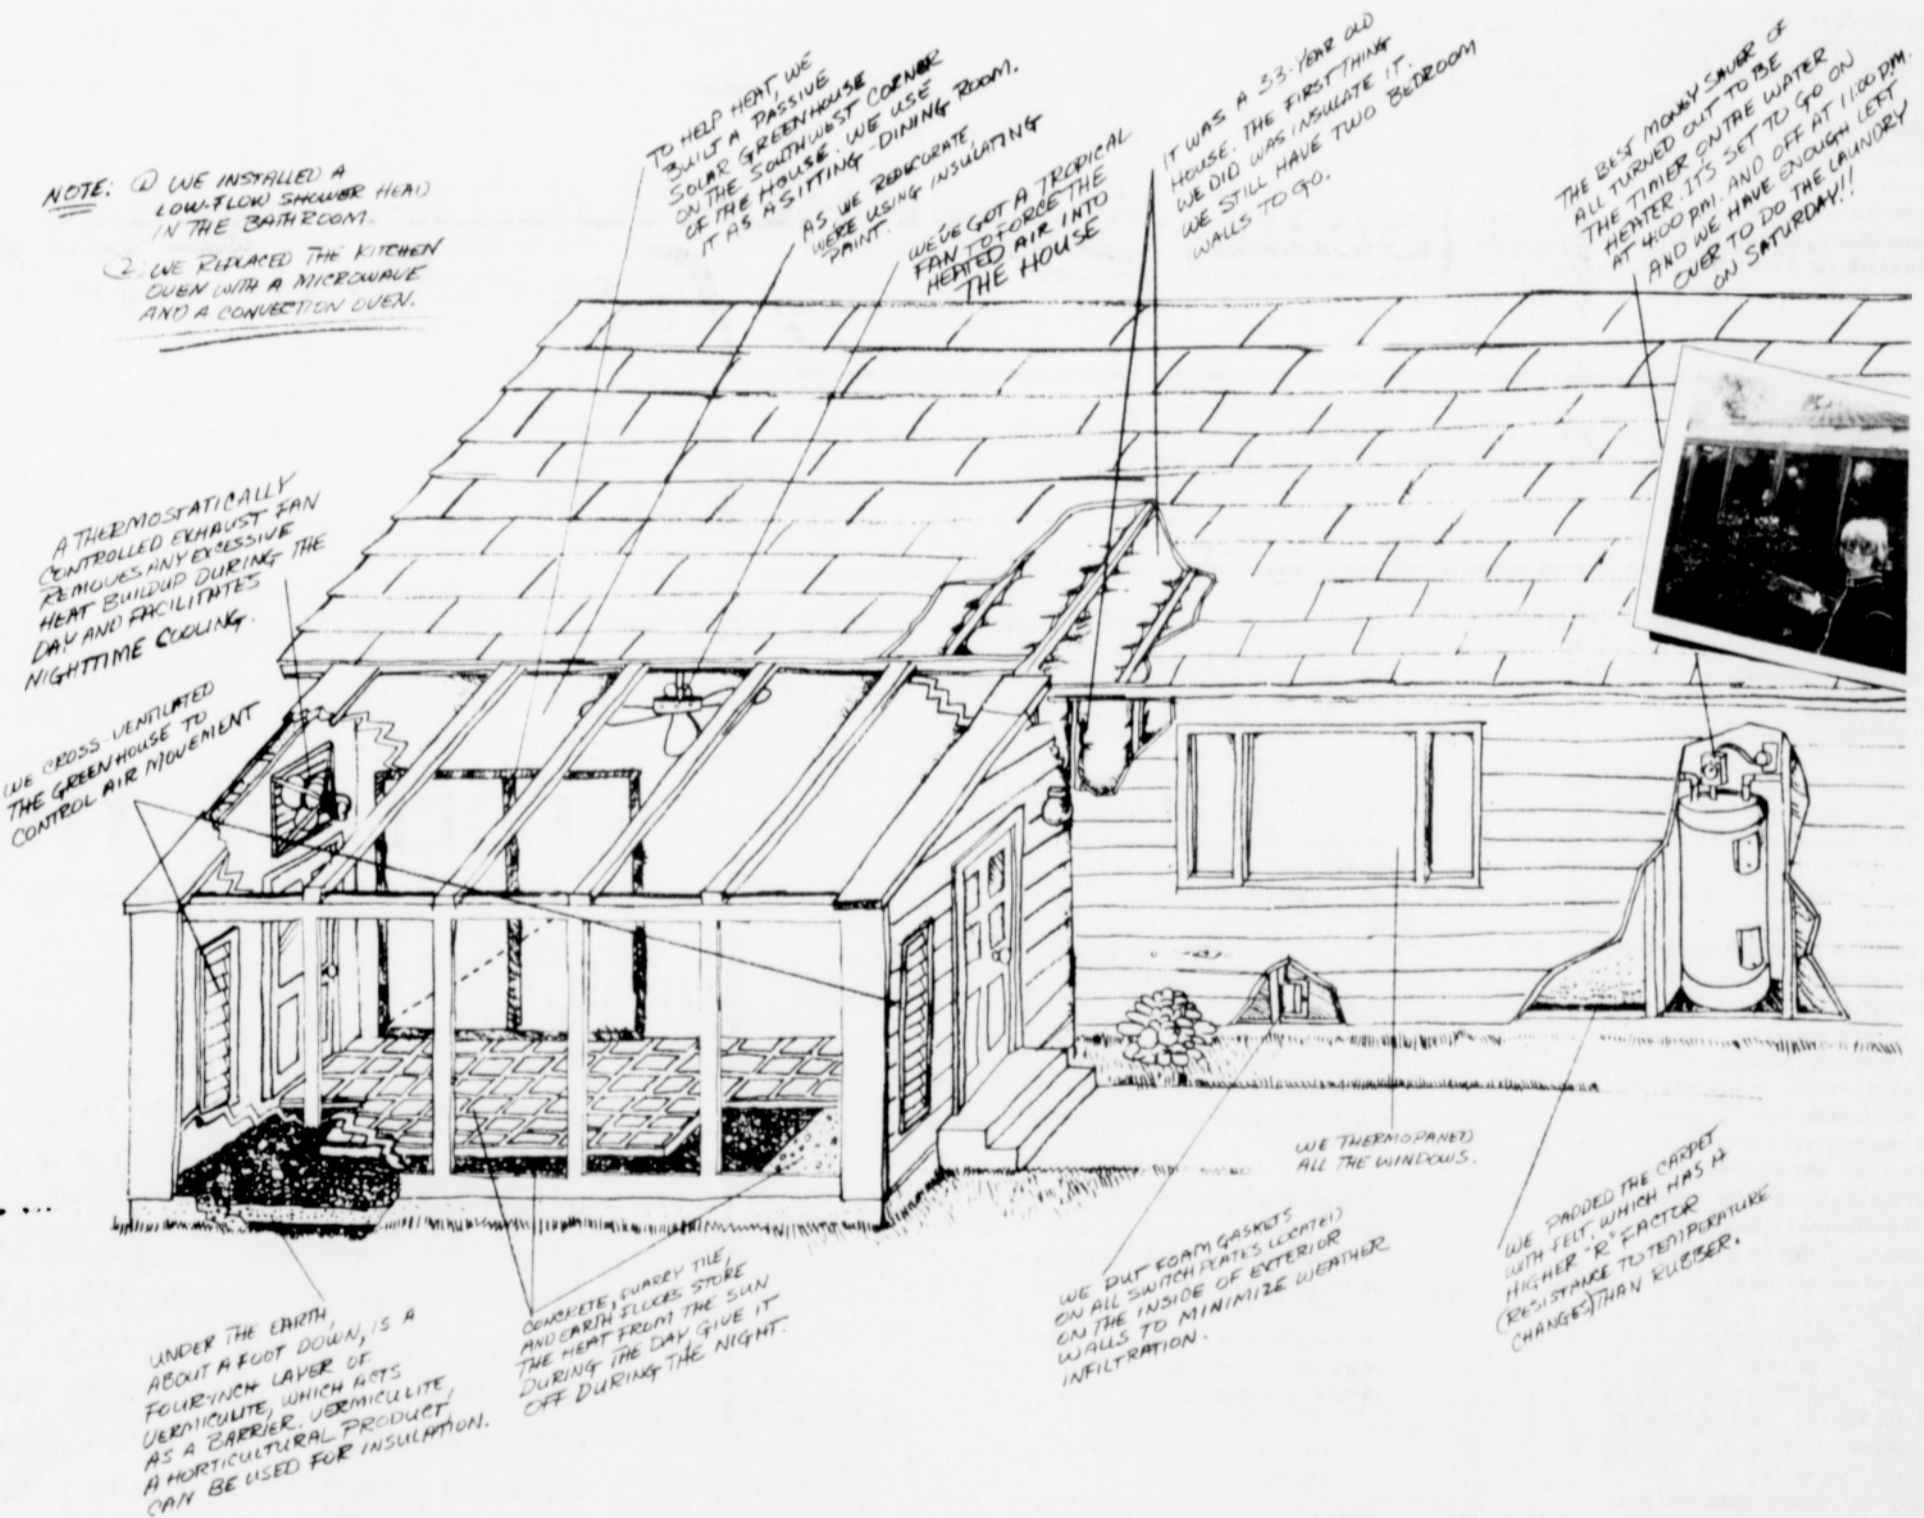 NOTE: ① WE INSTALLED A
LOW-FLOW SHOWER HEAD
IN THE BATHROOM.
② WE REPLACED THE KITCHEN
OVEN WITH A MICROWAVE
AND A CONVECTION OVEN.
TO HELP HEAT, WE
BUILT A PASSIVE
SOLAR GREENHOUSE
ON THE SOUTHWEST CORNER
OF THE HOUSE. WE USE
IT AS A SITTING-DINING ROOM.
AS WE REDECORATE,
WE'RE USING INSULATING
PAINT.
WE'VE GOT A TROPICAL
FAN TO FORCE THE
HEATED AIR INTO
THE HOUSE
IT WAS A 33-YEAR OLD
HOUSE. THE FIRST THING
WE DID WAS INSULATE IT.
WE STILL HAVE TWO BEDROOM
WALLS TO GO.
THE BEST MONEY SAVER OF
ALL TURNED OUT TO BE
THE TIMER ON THE WATER
HEATER. IT'S SET TO GO ON
AT 4:00 P.M. AND OFF AT 11:00 P.M.
AND WE HAVE ENOUGH LEFT
OVER TO DO THE LAUNDRY
ON SATURDAY!!
A THERMOSTATICALLY
CONTROLLED EXHAUST FAN
REMOVES ANY EXCESSIVE
HEAT BUILDUP DURING THE
DAY AND FACILITATES
NIGHTTIME COOLING.
WE CROSS-VENTILATED
THE GREENHOUSE TO
CONTROL AIR MOVEMENT
UNDER THE EARTH,
ABOUT A FOOT DOWN, IS A
FOUR-INCH LAYER OF
VERMICULITE, WHICH ACTS
AS A BARRIER. VERMICULITE,
A HORTICULTURAL PRODUCT,
CAN BE USED FOR INSULATION.
CONCRETE, QUARRY TILE,
AND EARTH FLOORS STORE
THE HEAT FROM THE SUN
DURING THE DAY, GIVE IT
OFF DURING THE NIGHT.
WE PUT FOAM GASKETS
ON ALL SWITCH PLATES LOCATED
ON THE INSIDE OF EXTERIOR
WALLS TO MINIMIZE WEATHER
INFILTRATION.
WE THERMOPANED
ALL THE WINDOWS.
WE PADDED THE CARPET
WITH FELT, WHICH HAS A
HIGHER "R" FACTOR
(RESISTANCE TO TEMPERATURE
CHANGES) THAN RUBBER.